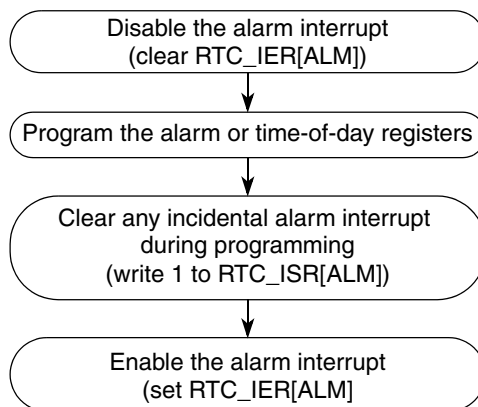 Disable the alarm interrupt
(clear RTC_IER[ALM])
Program the alarm or time-of-day registers
Clear any incidental alarm interrupt
during programming
(write 1 to RTC_ISR[ALM])
Enable the alarm interrupt
(set RTC_IER[ALM]